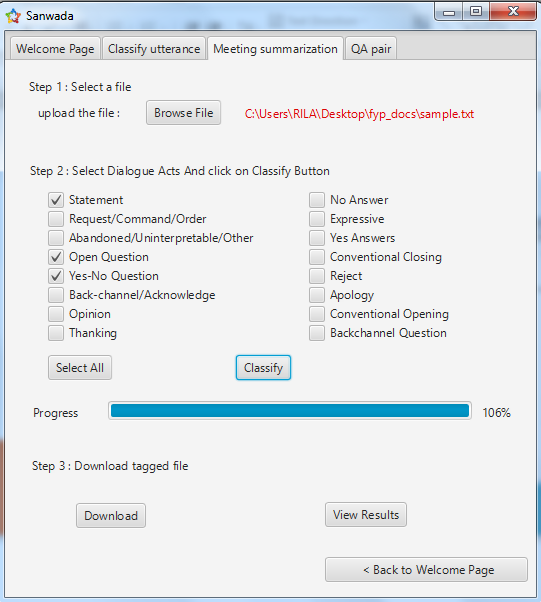 Sanwada
Welcome Page Classify utterance Meeting summarization QA pair
Step 1 : Select a file
upload the file : Browse File C:\Users\RILA\Desktop\fyp_docs\sample.txt
Step 2 : Select Dialogue Acts And click on Classify Button
Statement No Answer
Request/Command/Order Expressive
Abandoned/Uninterpretable/Other Yes Answers
Open Question Conventional Closing
Yes-No Question Reject
Back-channel/Acknowledge Apology
Opinion Conventional Opening
Thanking Backchannel Question
Select All Classify
Progress 106%
Step 3 : Download tagged file
Download View Results
< Back to Welcome Page